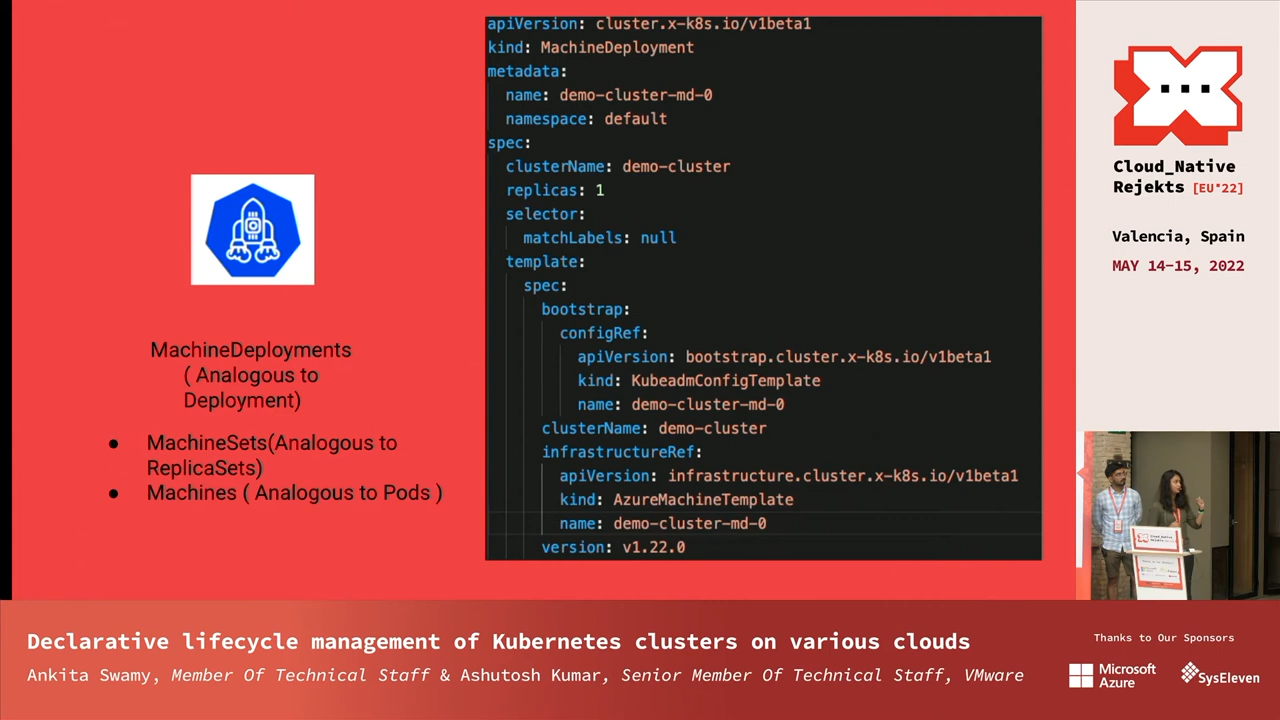 apiVersion: cluster.x-k8s.io/v1beta1
kind: MachineDeployment
metadata:
name: demo-cluster-md-0
namespace: default
spec:
clusterName: demo-cluster
replicas: 1
selector:
matchLabels: null
template:
spec:
bootstrap:
configRef:
apiVersion: bootstrap.cluster.x-k8s.io/v1beta1
kind: KubeadmConfigTemplate
name: demo-cluster-md-0
clusterName: demo-cluster
infrastructureRef:
apiVersion: infrastructure.cluster.x-k8s.io/v1beta1
kind: AzureMachineTemplate
name: demo-cluster-md-0
version: v1.22.0
MachineDeployments
( Analogous to
Deployment)
● MachineSets(Analogous to
ReplicaSets)
● Machines ( Analogous to Pods )
Cloud_Native
Rejekts [EU'22]
Valencia, Spain
MAY 14-15, 2022
Cloud_Native
Declarative lifecycle management of Kubernetes clusters on various clouds
Ankita Swamy, Member Of Technical Staff & Ashutosh Kumar, Senior Member Of Technical Staff, VMware
Thanks to Our Sponsors
Microsoft
Azure
SysEleven